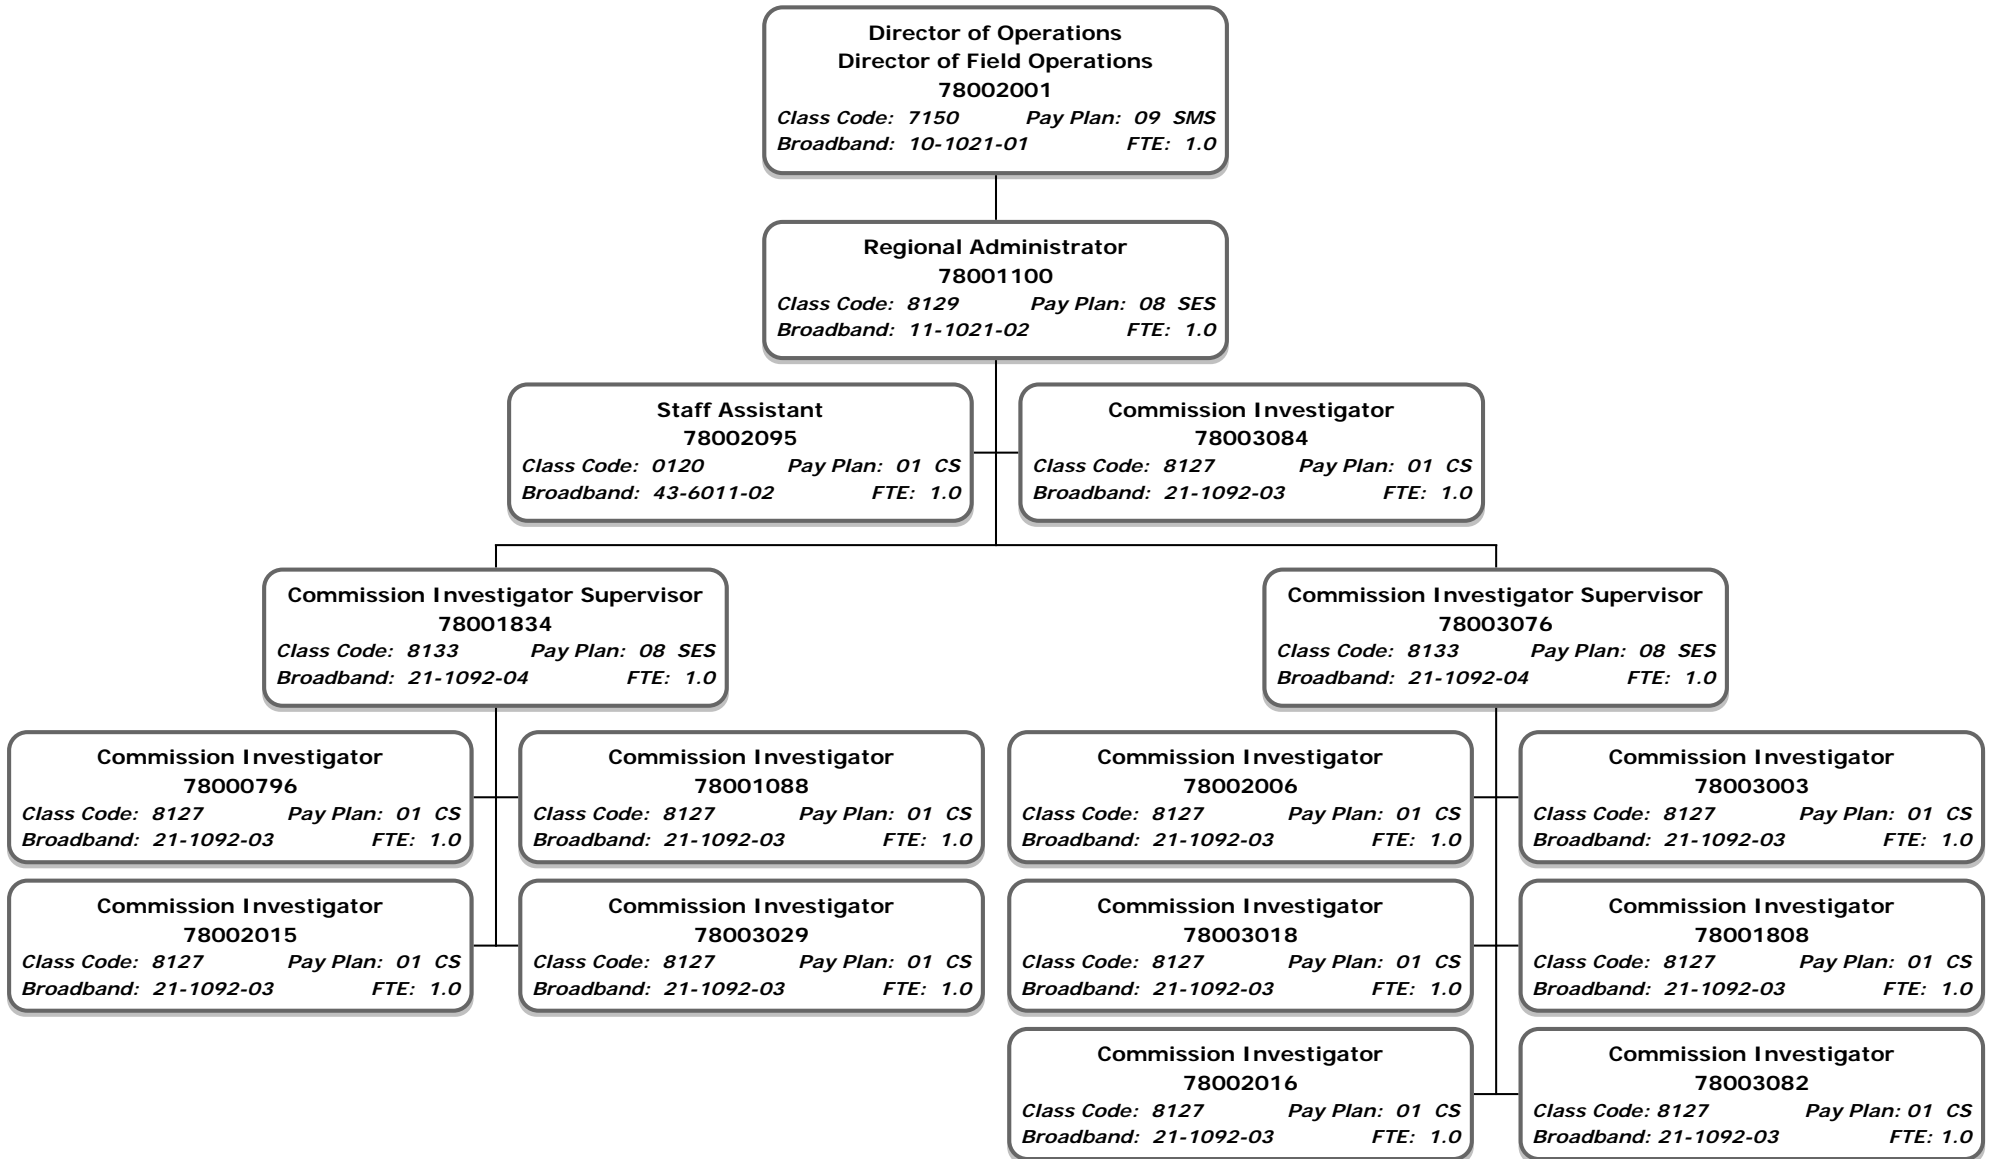 Director of Operations
Director of Field Operations
78002001
Class Code: 7150 Pay Plan: 09 SMS
Broadband: 10-1021-01 FTE: 1.0
Regional Administrator
78001100
Class Code: 8129 Pay Plan: 08 SES
Broadband: 11-1021-02 FTE: 1.0
Staff Assistant
78002095
Class Code: 0120 Pay Plan: 01 CS
Broadband: 43-6011-02 FTE: 1.0
Commission Investigator
78003084
Class Code: 8127 Pay Plan: 01 CS
Broadband: 21-1092-03 FTE: 1.0
Commission Investigator Supervisor
78001834
Class Code: 8133 Pay Plan: 08 SES
Broadband: 21-1092-04 FTE: 1.0
Commission Investigator Supervisor
78003076
Class Code: 8133 Pay Plan: 08 SES
Broadband: 21-1092-04 FTE: 1.0
Commission Investigator
78000796
Class Code: 8127 Pay Plan: 01 CS
Broadband: 21-1092-03 FTE: 1.0
Commission Investigator
78001088
Class Code: 8127 Pay Plan: 01 CS
Broadband: 21-1092-03 FTE: 1.0
Commission Investigator
78002006
Class Code: 8127 Pay Plan: 01 CS
Broadband: 21-1092-03 FTE: 1.0
Commission Investigator
78003003
Class Code: 8127 Pay Plan: 01 CS
Broadband: 21-1092-03 FTE: 1.0
Commission Investigator
78002015
Class Code: 8127 Pay Plan: 01 CS
Broadband: 21-1092-03 FTE: 1.0
Commission Investigator
78003029
Class Code: 8127 Pay Plan: 01 CS
Broadband: 21-1092-03 FTE: 1.0
Commission Investigator
78003018
Class Code: 8127 Pay Plan: 01 CS
Broadband: 21-1092-03 FTE: 1.0
Commission Investigator
78001808
Class Code: 8127 Pay Plan: 01 CS
Broadband: 21-1092-03 FTE: 1.0
Commission Investigator
78002016
Class Code: 8127 Pay Plan: 01 CS
Broadband: 21-1092-03 FTE: 1.0
Commission Investigator
78003082
Class Code: 8127 Pay Plan: 01 CS
Broadband: 21-1092-03 FTE: 1.0